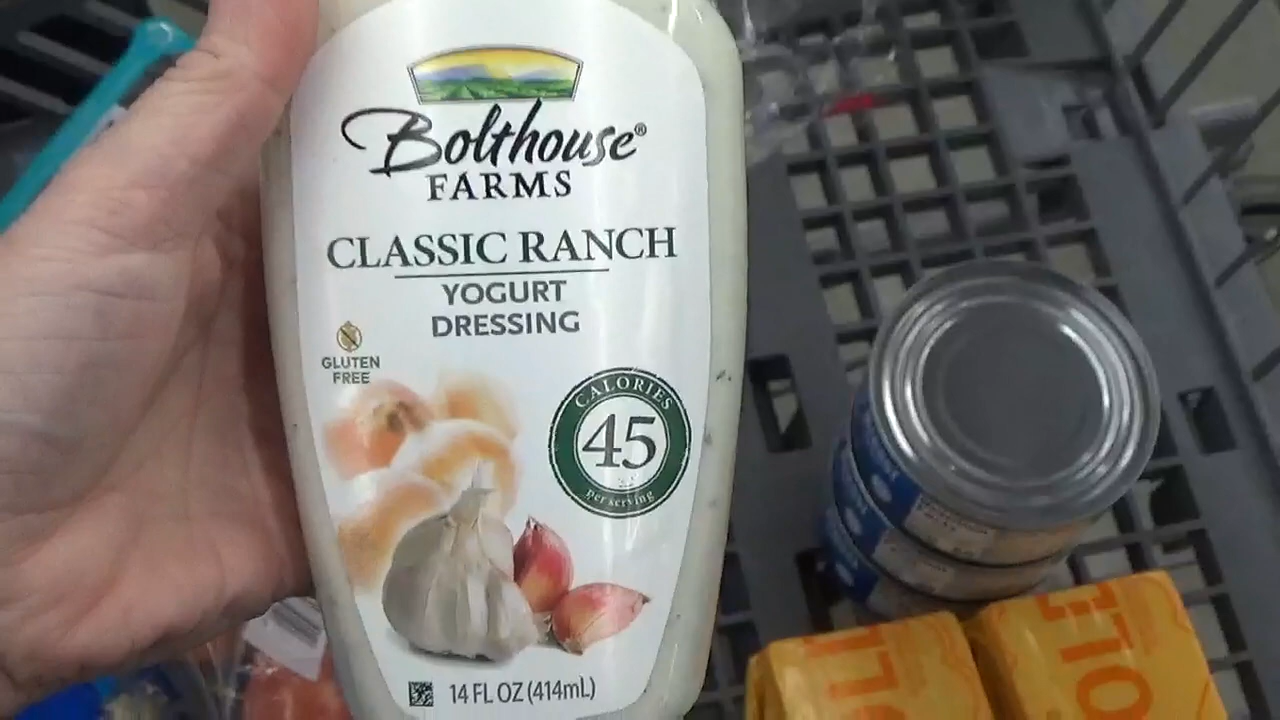 Bolthouse®
FARMS
CLASSIC RANCH
YOGURT
DRESSING
GLUTEN
FREE
CALORIES
45
Per serving
14 FL OZ (414mL)